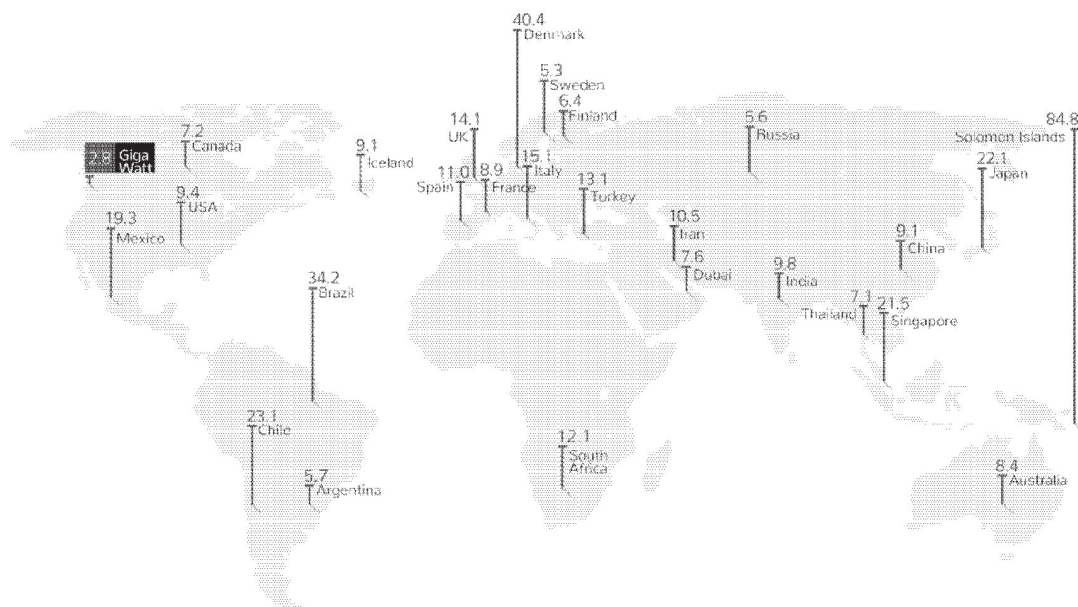 40.4
Denmark
5.3
Sweden
6.4
Finland
14.1
UK
5.6
Russia
84.8
Solomon Islands
7.2
Canada
2.8 Giga
Watt
9.1
Iceland
11.0
Spain
8.9
France
15.1
Italy
13.1
Turkey
22.1
Japan
9.4
USA
19.3
Mexico
10.5
Iran
7.6
Dubai
9.1
China
9.8
India
34.2
Brazil
7.1
Thailand
21.5
Singapore
23.1
Chile
5.7
Argentina
12.1
South
Africa
8.4
Australia